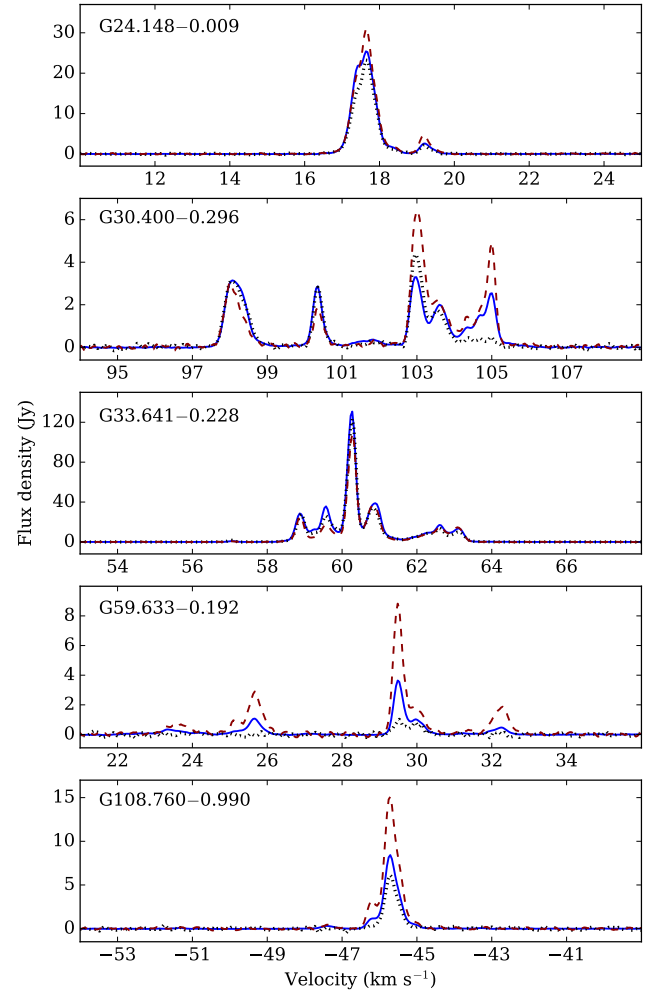 G24.148−0.009
30
20
10
0
12 14 16 18 20 22 24
G30.400−0.296
6
4
2
0
95 97 99 101 103 105 107
G33.641−0.228
120
80
40
0
54 56 58 60 62 64 66
Flux density (Jy)
G59.633−0.192
8
6
4
2
0
22 24 26 28 30 32 34
G108.760−0.990
15
10
5
0
−53 −51 −49 −47 −45 −43 −41
Velocity (km s⁻¹)